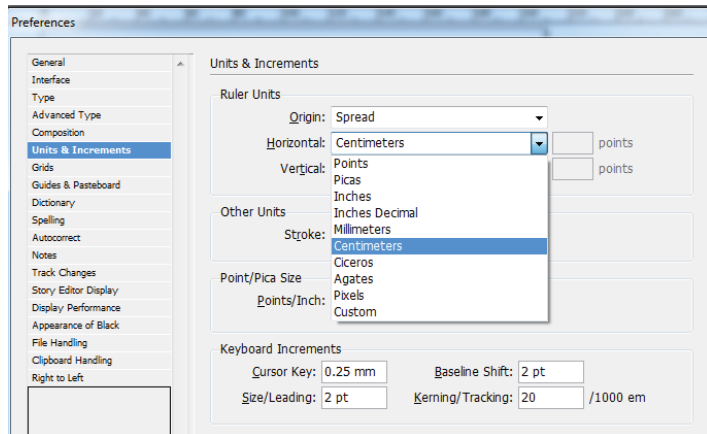 Preferences
General
Interface
Type
Advanced Type
Composition
Units & Increments
Grids
Guides & Pasteboard
Dictionary
Spelling
Autocorrect
Notes
Track Changes
Story Editor Display
Display Performance
Appearance of Black
File Handling
Clipboard Handling
Right to Left
Units & Increments
Ruler Units
Origin: Spread
Horizontal: Centimeters points
Vertical: points
Points
Picas
Inches
Inches Decimal
Millimeters
Centimeters
Ciceros
Agates
Pixels
Custom
Other Units
Stroke:
Point/Pica Size
Points/Inch:
Keyboard Increments
Cursor Key: 0.25 mm Baseline Shift: 2 pt
Size/Leading: 2 pt Kerning/Tracking: 20 /1000 em